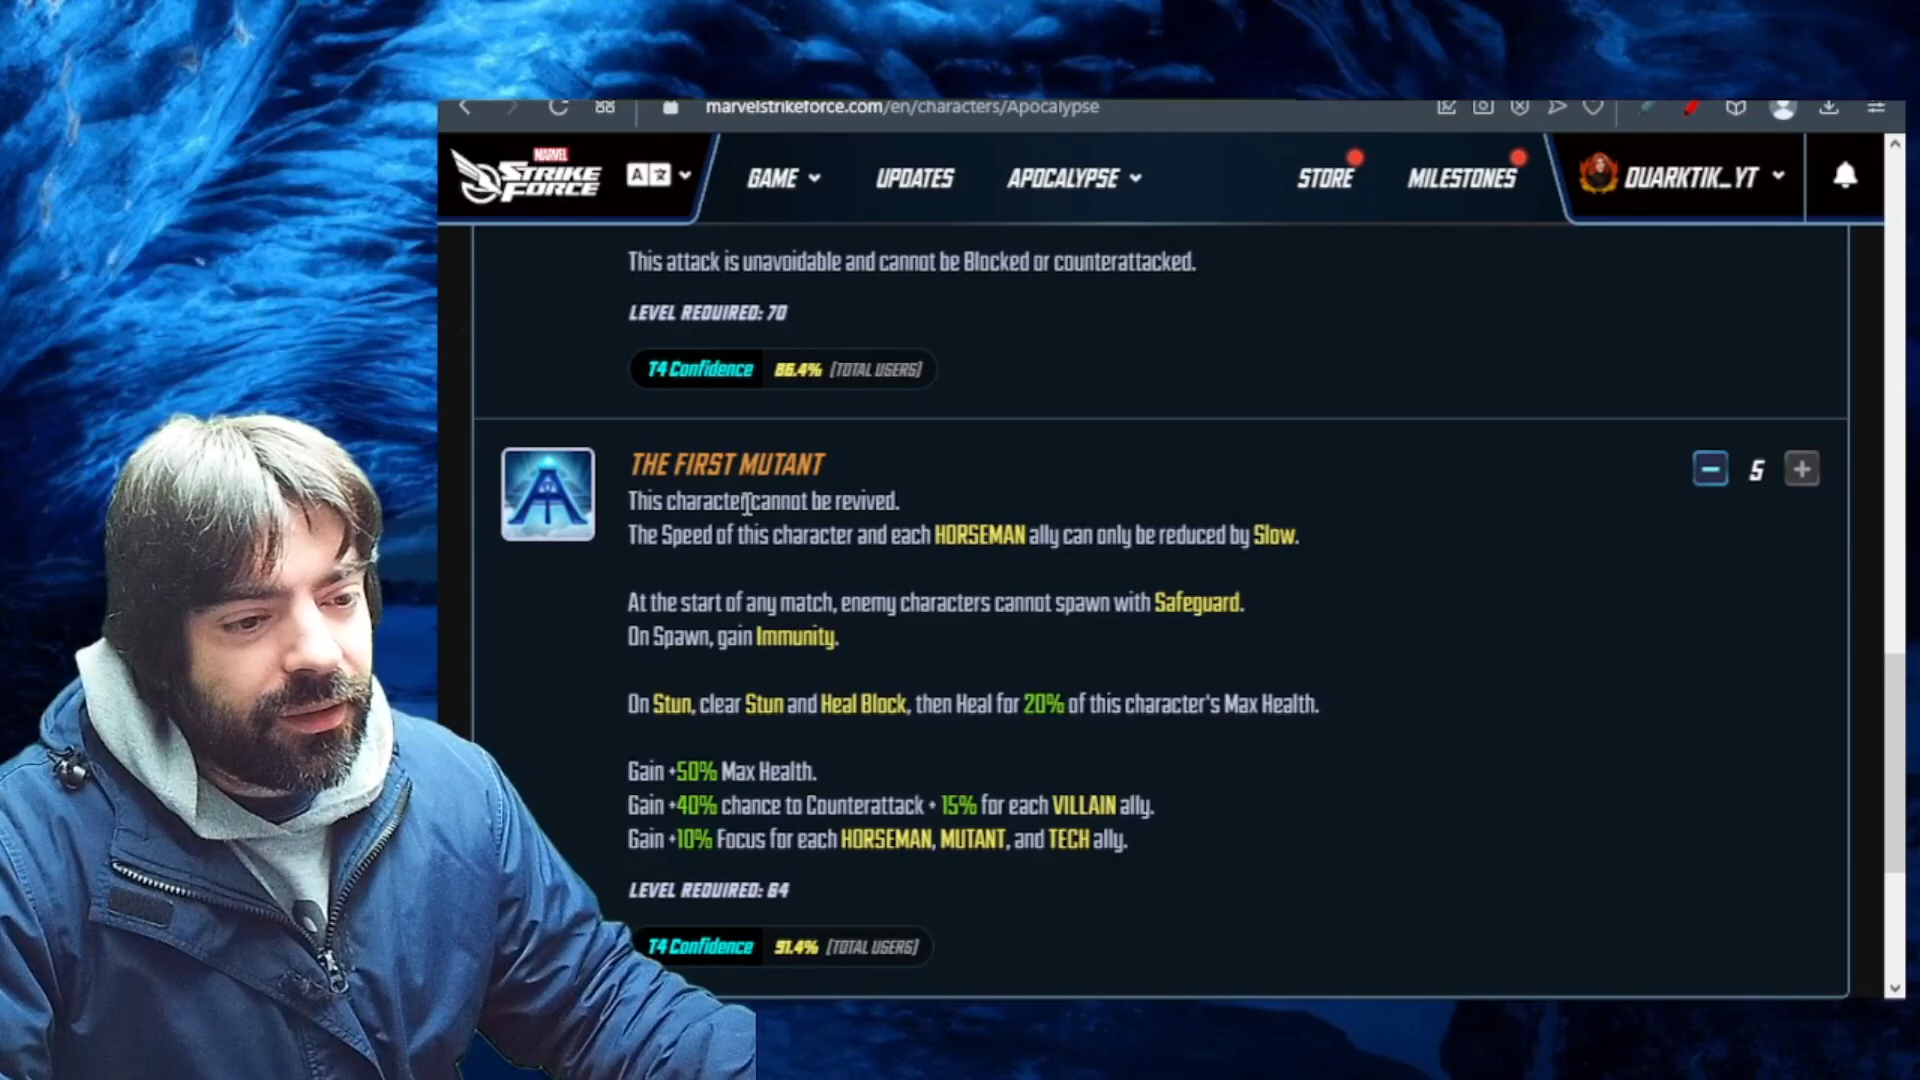 marvelstrikeforce.com/en/characters/Apocalypse
MARVEL
STRIKE
FORCE
A
GAME
UPDATES
APOCALYPSE
STORE
MILESTONES
QUARKTIK_YT
This attack is unavoidable and cannot be Blocked or counterattacked.
LEVEL REQUIRED: 70
T4 Confidence 86.4% [TOTAL USERS]
THE FIRST MUTANT
5
This character cannot be revived.
The Speed of this character and each HORSEMAN ally can only be reduced by Slow.
At the start of any match, enemy characters cannot spawn with Safeguard.
On Spawn, gain Immunity.
On Stun, clear Stun and Heal Block, then Heal for 20% of this character's Max Health.
Gain +50% Max Health.
Gain +40% chance to Counterattack + 15% for each VILLAIN ally.
Gain +10% Focus for each HORSEMAN, MUTANT, and TECH ally.
LEVEL REQUIRED: 64
T4 Confidence 91.4% [TOTAL USERS]